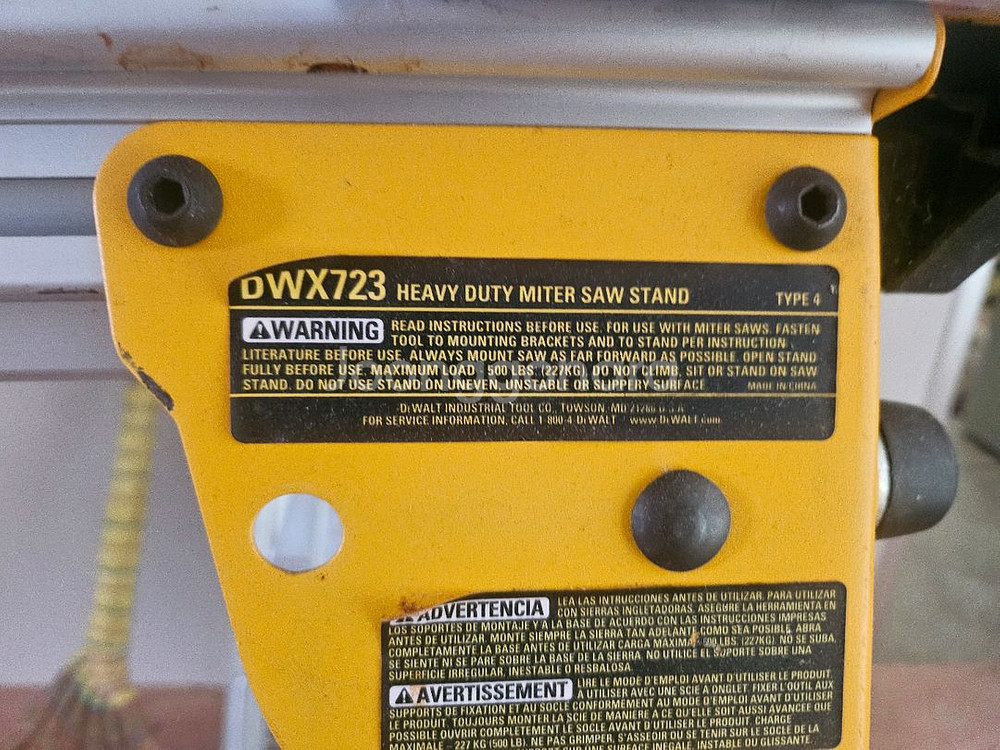 DWX723 HEAVY DUTY MITER SAW STAND TYPE 4
WARNING READ INSTRUCTIONS BEFORE USE. FOR USE WITH MITER SAWS. FASTEN
TOOL TO MOUNTING BRACKETS AND TO STAND PER INSTRUCTION
LITERATURE BEFORE USE. ALWAYS MOUNT SAW AS FAR FORWARD AS POSSIBLE. OPEN STAND
FULLY BEFORE USE. MAXIMUM LOAD 500 LBS. (227KG). DO NOT CLIMB, SIT OR STAND ON SAW
STAND. DO NOT USE STAND ON UNEVEN, UNSTABLE OR SLIPPERY SURFACE MADE IN CHINA
DEWALT INDUSTRIAL TOOL CO., TOWSON, MD 21286 U.S.A.
FOR SERVICE INFORMATION, CALL 1-800-4-DEWALT www.DEWALT.com
ADVERTENCIA LEA LAS INTRUCCIONES ANTES DE UTILIZAR. PARA UTILIZAR
CON SIERRAS INGLETADORAS. ASEGURE LA HERRAMIENTA EN
LOS SOPORTES DE MONTAJE Y A LA BASE DE ACUERDO CON LAS INSTRUCCIONES IMPRESAS
ANTES DE UTILIZAR. MONTE SIEMPRE LA SIERRA TAN ADELANTE COMO SEA POSIBLE. ABRA
COMPLETAMENTE LA BASE ANTES DE UTILIZAR CARGA MÁXIMA 500 LBS. (227KG). NO SE SUBA,
SE SIENTE NI SE PARE SOBRE LA BASE DE LA SIERRA. NO UTILICE EL SOPORTE SOBRE UNA
SUPERFICIE IRREGULAR, INESTABLE O RESBALOSA.
AVERTISSEMENT LIRE LE MODE D'EMPLOI AVANT D'UTILISER LE PRODUIT.
À UTILISER AVEC UNE SCIE À ONGLET. FIXER L'OUTIL AUX
SUPPORTS DE FIXATION ET AU SOCLE CONFORMÉMENT AU MODE D'EMPLOI AVANT D'UTILISER
LE PRODUIT. TOUJOURS MONTER LA SCIE DE MANIÈRE À CE QU'ELLE SOIT AUSSI AVANCÉE QUE
POSSIBLE OUVRIR COMPLÈTEMENT LE SOCLE AVANT D'UTILISER LE PRODUIT. CHARGE
MAXIMALE – 227 KG (500 LB). NE PAS GRIMPER, S'ASSEOIR OU SE TENIR SUR LE SOCLE
SUR UNE SURFACE INÉGALE, INSTABLE OU GLISSANTE.